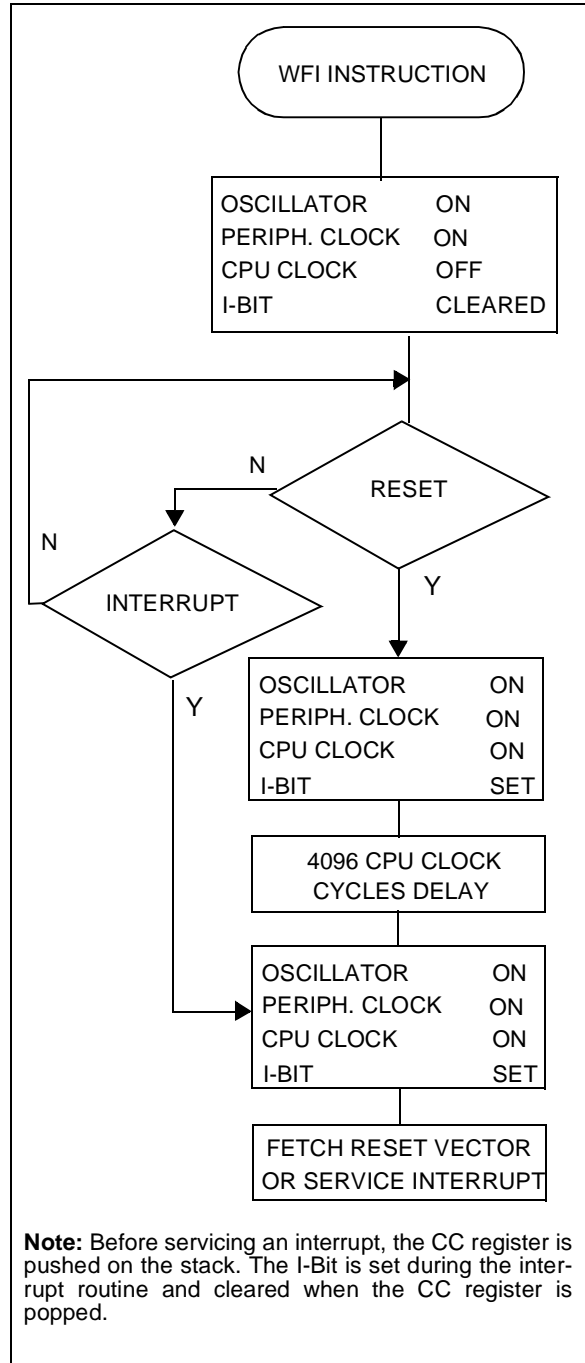 WFI INSTRUCTION
OSCILLATOR ON
PERIPH. CLOCK ON
CPU CLOCK OFF
I-BIT CLEARED
N
RESET
N
INTERRUPT
Y
Y
OSCILLATOR ON
PERIPH. CLOCK ON
CPU CLOCK ON
I-BIT SET
4096 CPU CLOCK
CYCLES DELAY
OSCILLATOR ON
PERIPH. CLOCK ON
CPU CLOCK ON
I-BIT SET
FETCH RESET VECTOR
OR SERVICE INTERRUPT
Note: Before servicing an interrupt, the CC register is
pushed on the stack. The I-Bit is set during the inter-
rupt routine and cleared when the CC register is
popped.